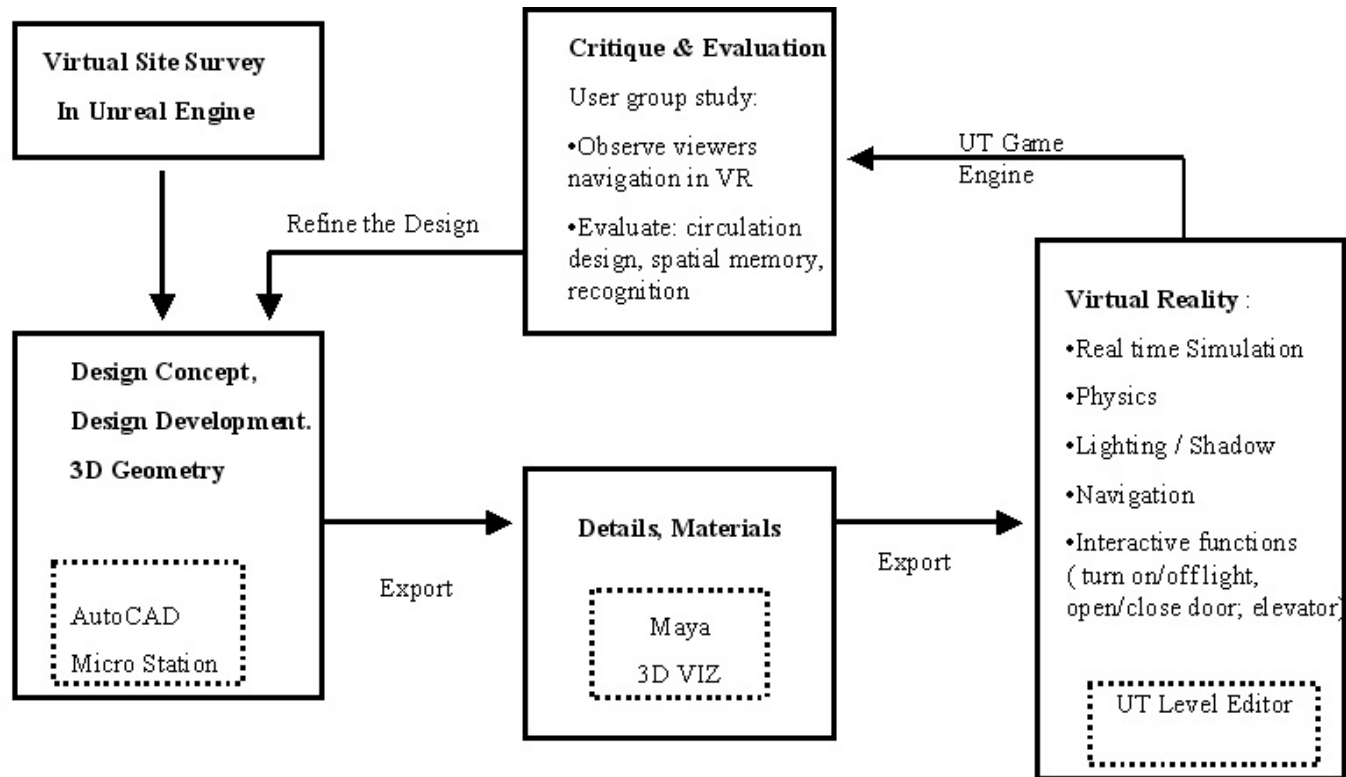 Virtual Site Survey
In Unreal Engine
Critique & Evaluation
User group study:
•Observe viewers
navigation in VR
•Evaluate: circulation
design, spatial memory,
recognition
UT Game
Engine
Refine the Design
Design Concept,
Design Development.
3D Geometry
AutoCAD
Micro Station
Export
Details, Materials
Maya
3D VIZ
Export
Virtual Reality :
•Real time Simulation
•Physics
•Lighting / Shadow
•Navigation
•Interactive functions
( turn on/off light,
open/close door; elevator)
UT Level Editor